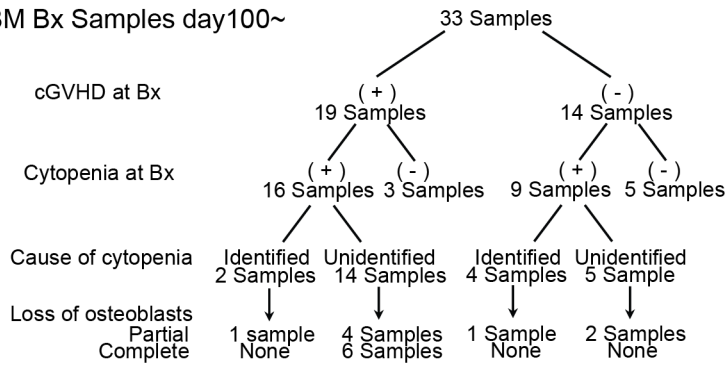 BM Bx Samples day100~ 33 Samples
cGVHD at Bx ( + ) ( - )
19 Samples 14 Samples
Cytopenia at Bx ( + ) ( - ) ( + ) ( - )
16 Samples 3 Samples 9 Samples 5 Samples
Cause of cytopenia Identified Unidentified Identified Unidentified
2 Samples 14 Samples 4 Samples 5 Sample
Loss of osteoblasts
Partial 1 sample 4 Samples 1 Sample 2 Samples
Complete None 6 Samples None None